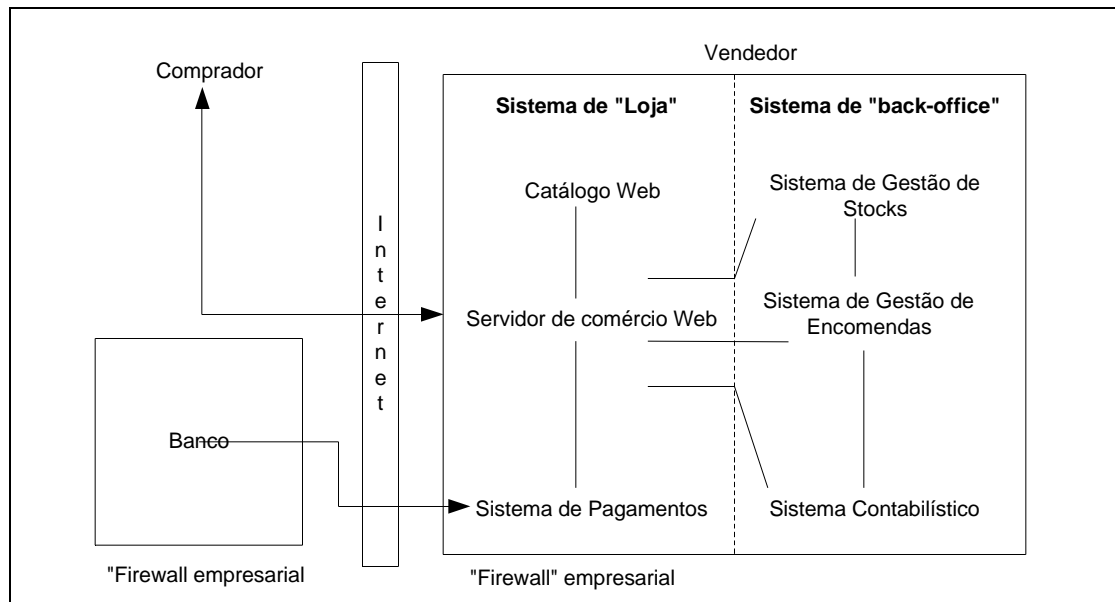 Vendedor
Comprador
Sistema de "Loja"
Sistema de "back-office"
Catálogo Web
Sistema de Gestão de
Stocks
Internet
Servidor de comércio Web
Sistema de Gestão de
Encomendas
Banco
Sistema de Pagamentos
Sistema Contabilístico
"Firewall empresarial
"Firewall" empresarial